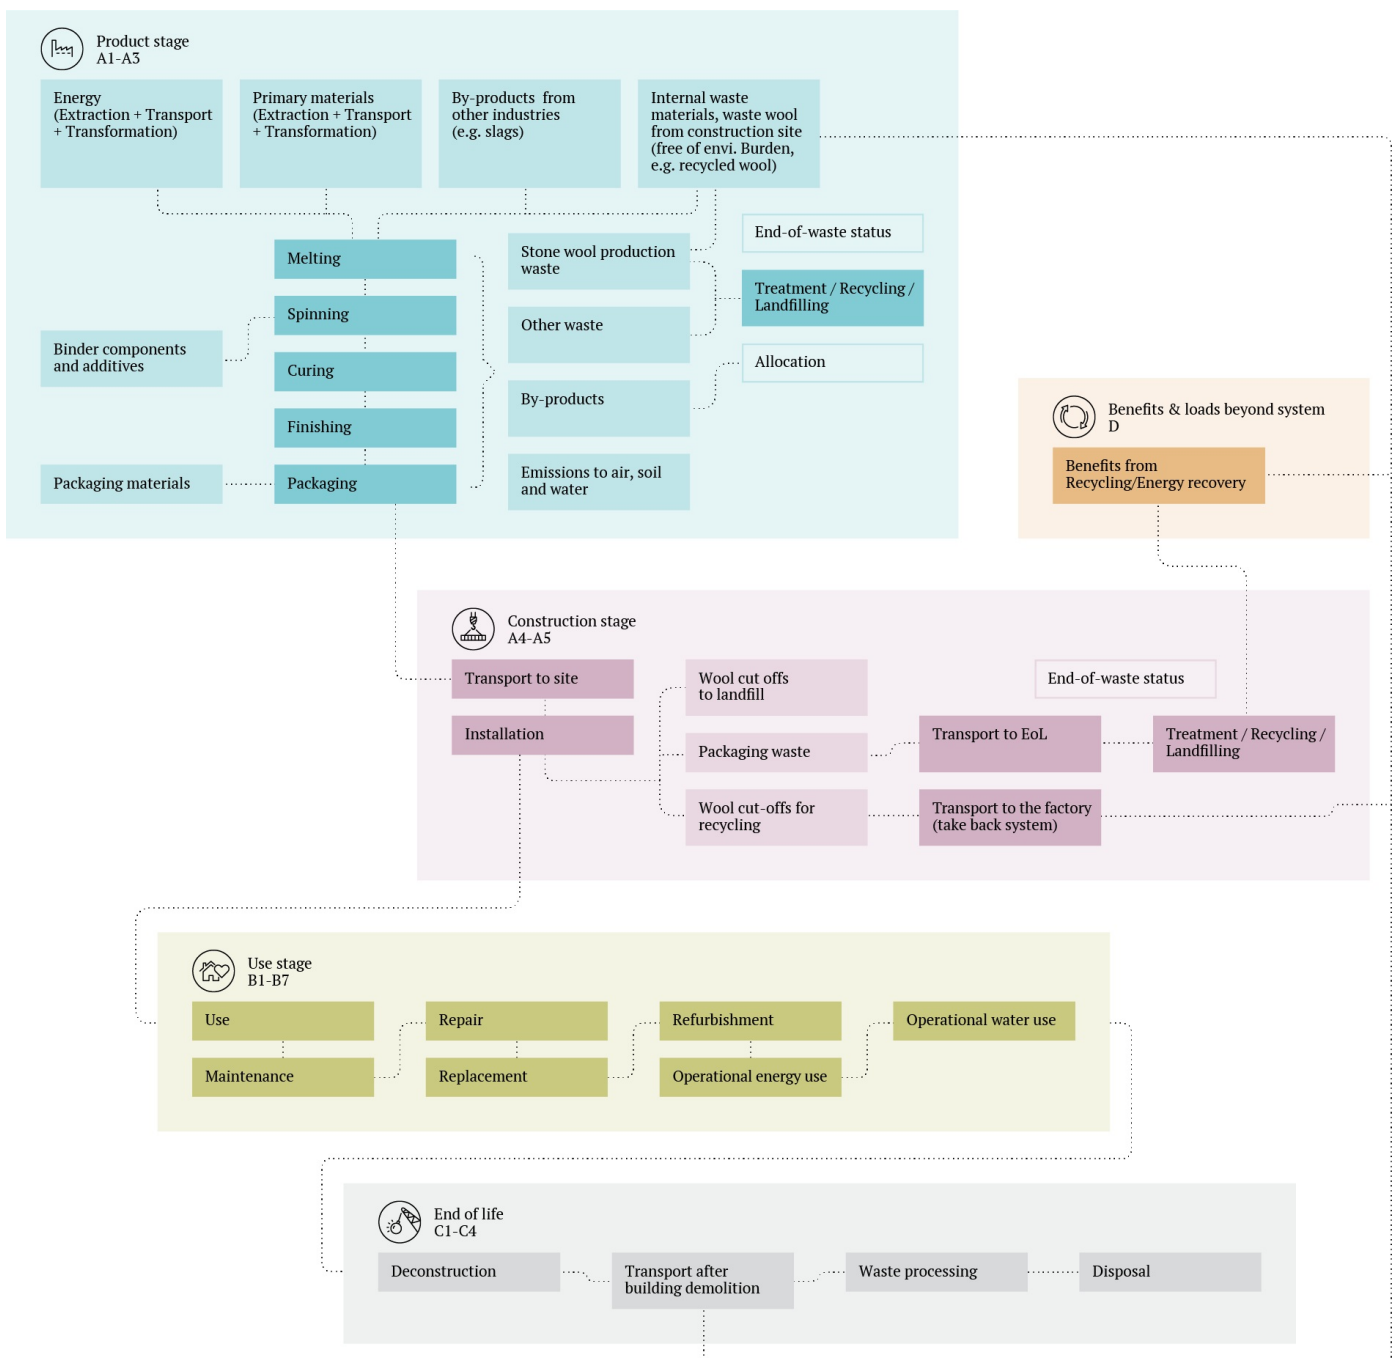 Product stage
A1-A3
Energy
(Extraction + Transport
+ Transformation)
Primary materials
(Extraction + Transport
+ Transformation)
By-products from
other industries
(e.g. slags)
Internal waste
materials, waste wool
from construction site
(free of envi. Burden,
e.g. recycled wool)
Melting
Spinning
Curing
Finishing
Packaging
Binder components
and additives
Packaging materials
Stone wool production
waste
Other waste
By-products
Emissions to air, soil
and water
End-of-waste status
Treatment / Recycling /
Landfilling
Allocation
Benefits & loads beyond system
D
Benefits from
Recycling/Energy recovery
Construction stage
A4-A5
Transport to site
Installation
Wool cut offs
to landfill
Packaging waste
Wool cut-offs for
recycling
End-of-waste status
Transport to EoL
Treatment / Recycling /
Landfilling
Transport to the factory
(take back system)
Use stage
B1-B7
Use
Maintenance
Repair
Replacement
Refurbishment
Operational energy use
Operational water use
End of life
C1-C4
Deconstruction
Transport after
building demolition
Waste processing
Disposal